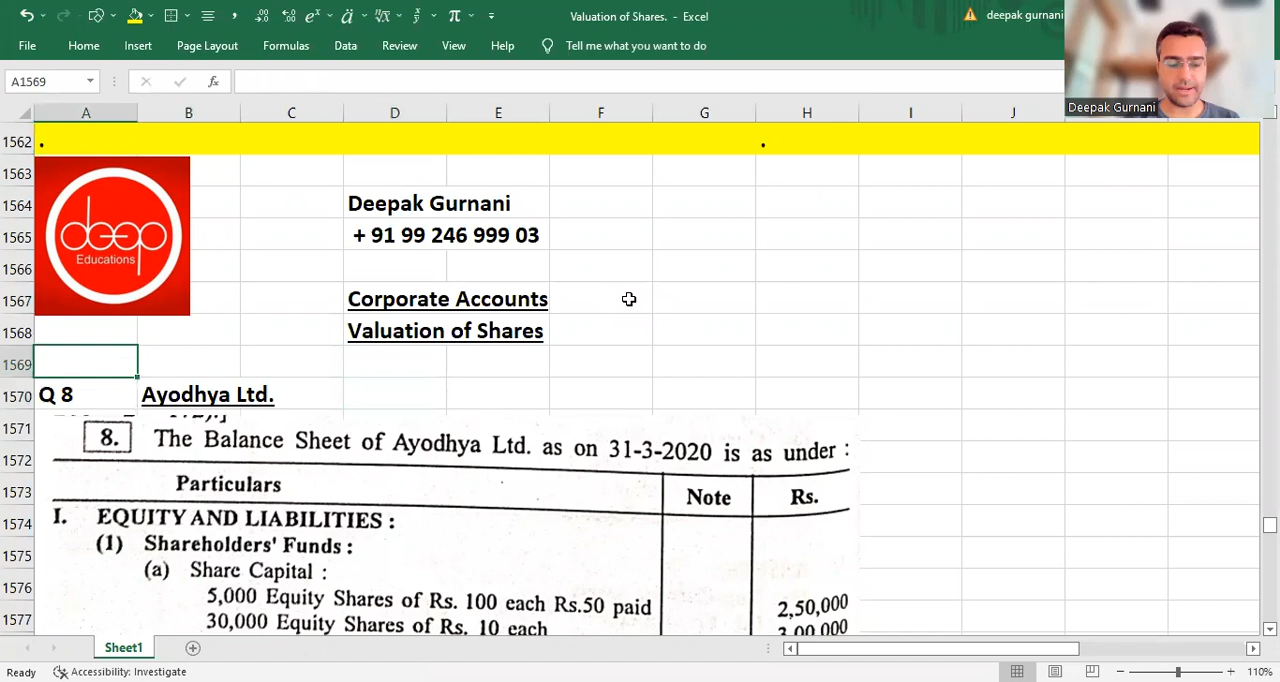 Valuation of Shares. - Excel
deepak gurnani
File Home Insert Page Layout Formulas Data Review View Help Tell me what you want to do
A1569 fx
Deepak Gurnani
A B C D E F G H I J
1562 . .
1563
1564 Deepak Gurnani
1565 + 91 99 246 999 03
1566
deep
Educations
1567 Corporate Accounts
1568 Valuation of Shares
1569
1570 Q 8 Ayodhya Ltd.
1571
8. The Balance Sheet of Ayodhya Ltd. as on 31-3-2020 is as under :
1572
1573 Particulars Note Rs.
1574 I. EQUITY AND LIABILITIES :
1575 (1) Shareholders' Funds :
1576 (a) Share Capital :
5,000 Equity Shares of Rs. 100 each Rs.50 paid 2,50,000
1577 30,000 Equity Shares of Rs. 10 each 3,00,000
Sheet1
Ready Accessibility: Investigate 110%